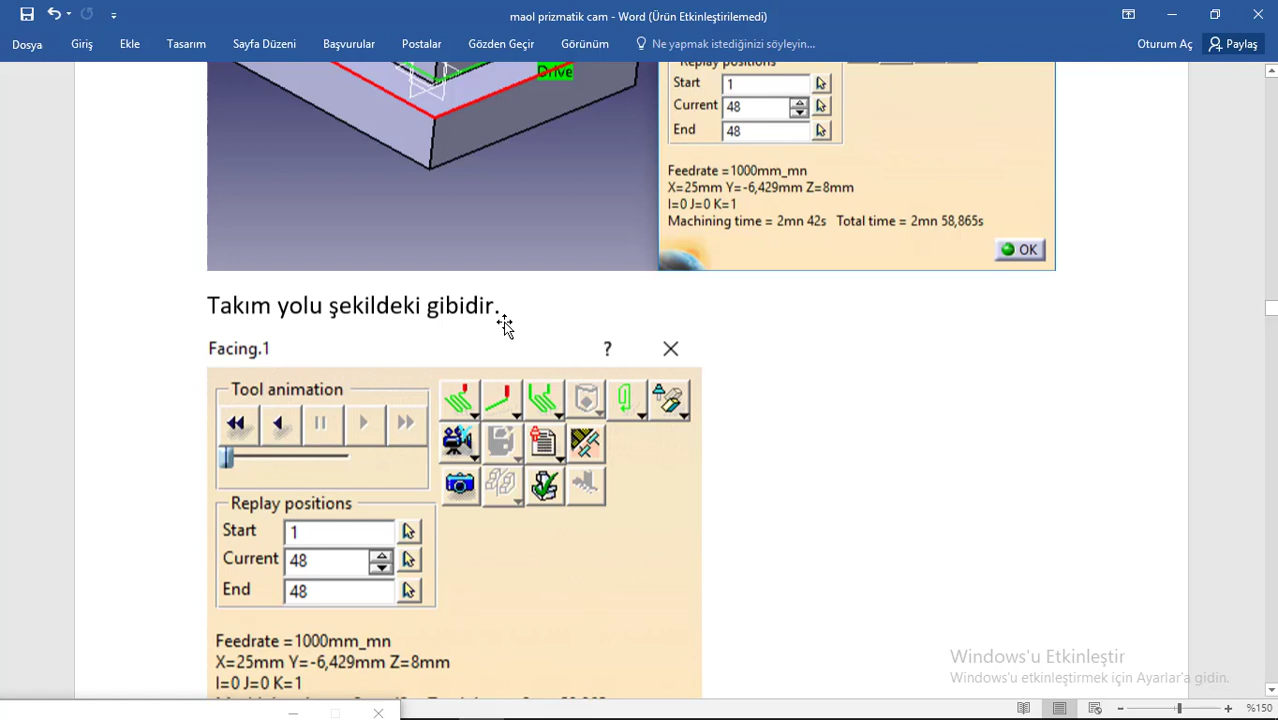 maol prizmatik cam - Word (Ürün Etkinleştirilemedi)
Dosya Giriş Ekle Tasarım Sayfa Düzeni Başvurular Postalar Gözden Geçir Görünüm Ne yapmak istediğinizi söyleyin... Oturum Aç Paylaş
Drive
Replay positions
Start 1
Current 48
End 48
Feedrate =1000mm_mn
X=25mm Y=-6,429mm Z=8mm
I=0 J=0 K=1
Machining time = 2mn 42s Total time = 2mn 58,865s
OK
Takım yolu şekildeki gibidir.
Facing.1 ?
Tool animation
Replay positions
Start 1
Current 48
End 48
Feedrate =1000mm_mn
X=25mm Y=-6,429mm Z=8mm
I=0 J=0 K=1
Windows'u Etkinleştir
Windows'u etkinleştirmek için Ayarlar'a gidin.
%150